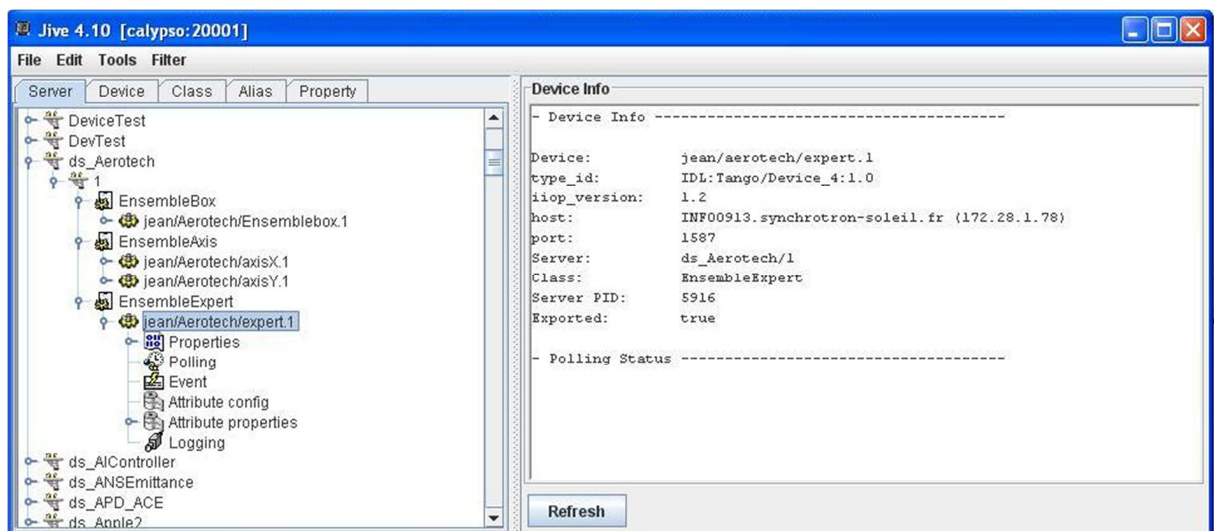 Jive 4.10 [calypso:20001]
File Edit Tools Filter
Server Device Class Alias Property
DeviceTest
DevTest
ds_Aerotech
1
EnsembleBox
jean/Aerotech/Ensemblebox.1
EnsembleAxis
jean/Aerotech/axisX.1
jean/Aerotech/axisY.1
EnsembleExpert
jean/Aerotech/expert.1
Properties
Polling
Event
Attribute config
Attribute properties
Logging
ds_AIController
ds_ANSEmittance
ds_APD_ACE
ds_Apple2
Device Info
- Device Info ----------------------------------------
Device: jean/aerotech/expert.1
type_id: IDL:Tango/Device_4:1.0
iiop_version: 1.2
host: INF00913.synchrotron-soleil.fr (172.28.1.78)
port: 1587
Server: ds_Aerotech/1
Class: EnsembleExpert
Server PID: 5916
Exported: true
- Polling Status -------------------------------------
Refresh